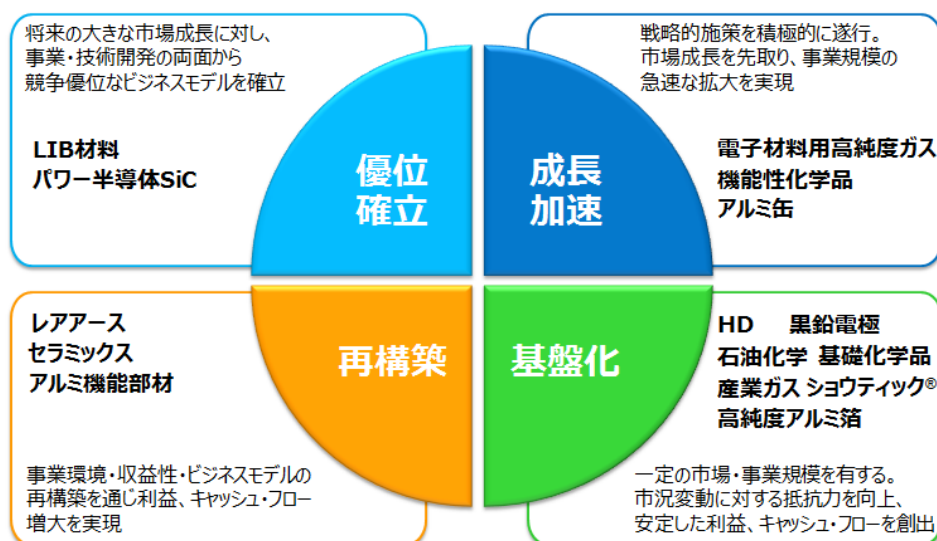 将来の大きな市場成長に対し、
事業・技術開発の両面から
競争優位なビジネスモデルを確立
LIB材料
パワー半導体SiC
優位
確立
戦略的施策を積極的に遂行。
市場成長を先取り、事業規模の
急速な拡大を実現
成長
加速
電子材料用高純度ガス
機能性化学品
アルミ缶
レアアース
セラミックス
アルミ機能部材
再構築
事業環境・収益性・ビジネスモデルの
再構築を通じ利益、キャッシュ・フロー
増大を実現
基盤化
HD 黒鉛電極
石油化学 基礎化学品
産業ガス ショウティック®
高純度アルミ箔
一定の市場・事業規模を有する。
市況変動に対する抵抗力を向上、
安定した利益、キャッシュ・フローを創出